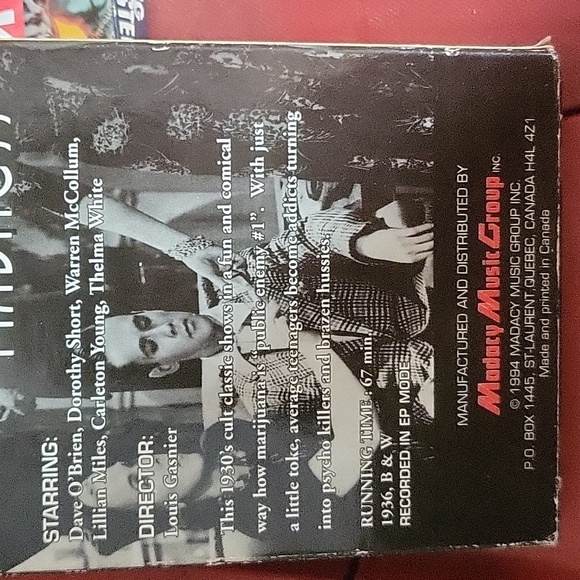 STARRING:
Dave O'Brien, Dorothy Short, Warren McCollum,
Lillian Miles, Carleton Young, Thelma White
DIRECTOR:
Louis Gasnier
This 1930's cult classic shows in a fun and comical
way how marijuana is "public enemy #1". With just
a little toke, average teenagers become addicts turning
into psycho killers and brazen hussies.
RUNNING TIME: 67 min.
1936, B & W
RECORDED IN EP MODE
MANUFACTURED AND DISTRIBUTED BY
Madacy Music Group INC.
© 1994 MADACY MUSIC GROUP INC.
P.O. BOX 1445, ST-LAURENT QUEBEC, CANADA H4L 4Z1
Made and printed in Canada